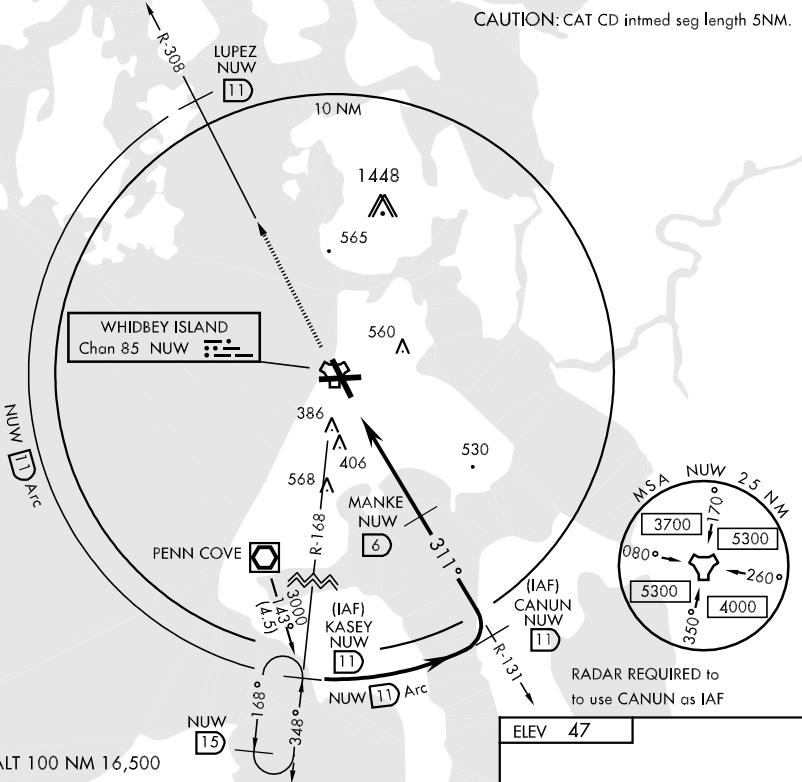 CAUTION: CAT CD intmed seg length 5NM.
R-308
LUPEZ
NUW
11
10 NM
1448
565
WHIDBEY ISLAND
Chan 85 NUW
560
NUW 11 Arc
386
406
530
568
MANKE
NUW
6
R-168
311°
PENN COVE
MSA NUW 25 NM
3700
170°
5300
080°
260°
5300
4000
350°
3000
143°
(4.5)
(IAF)
KASEY
NUW
11
(IAF)
CANUN
NUW
11
R-131
NUW 11 Arc
RADAR REQUIRED to
to use CANUN as IAF
168°
348°
NUW
15
ELEV 47
ALT 100 NM 16,500